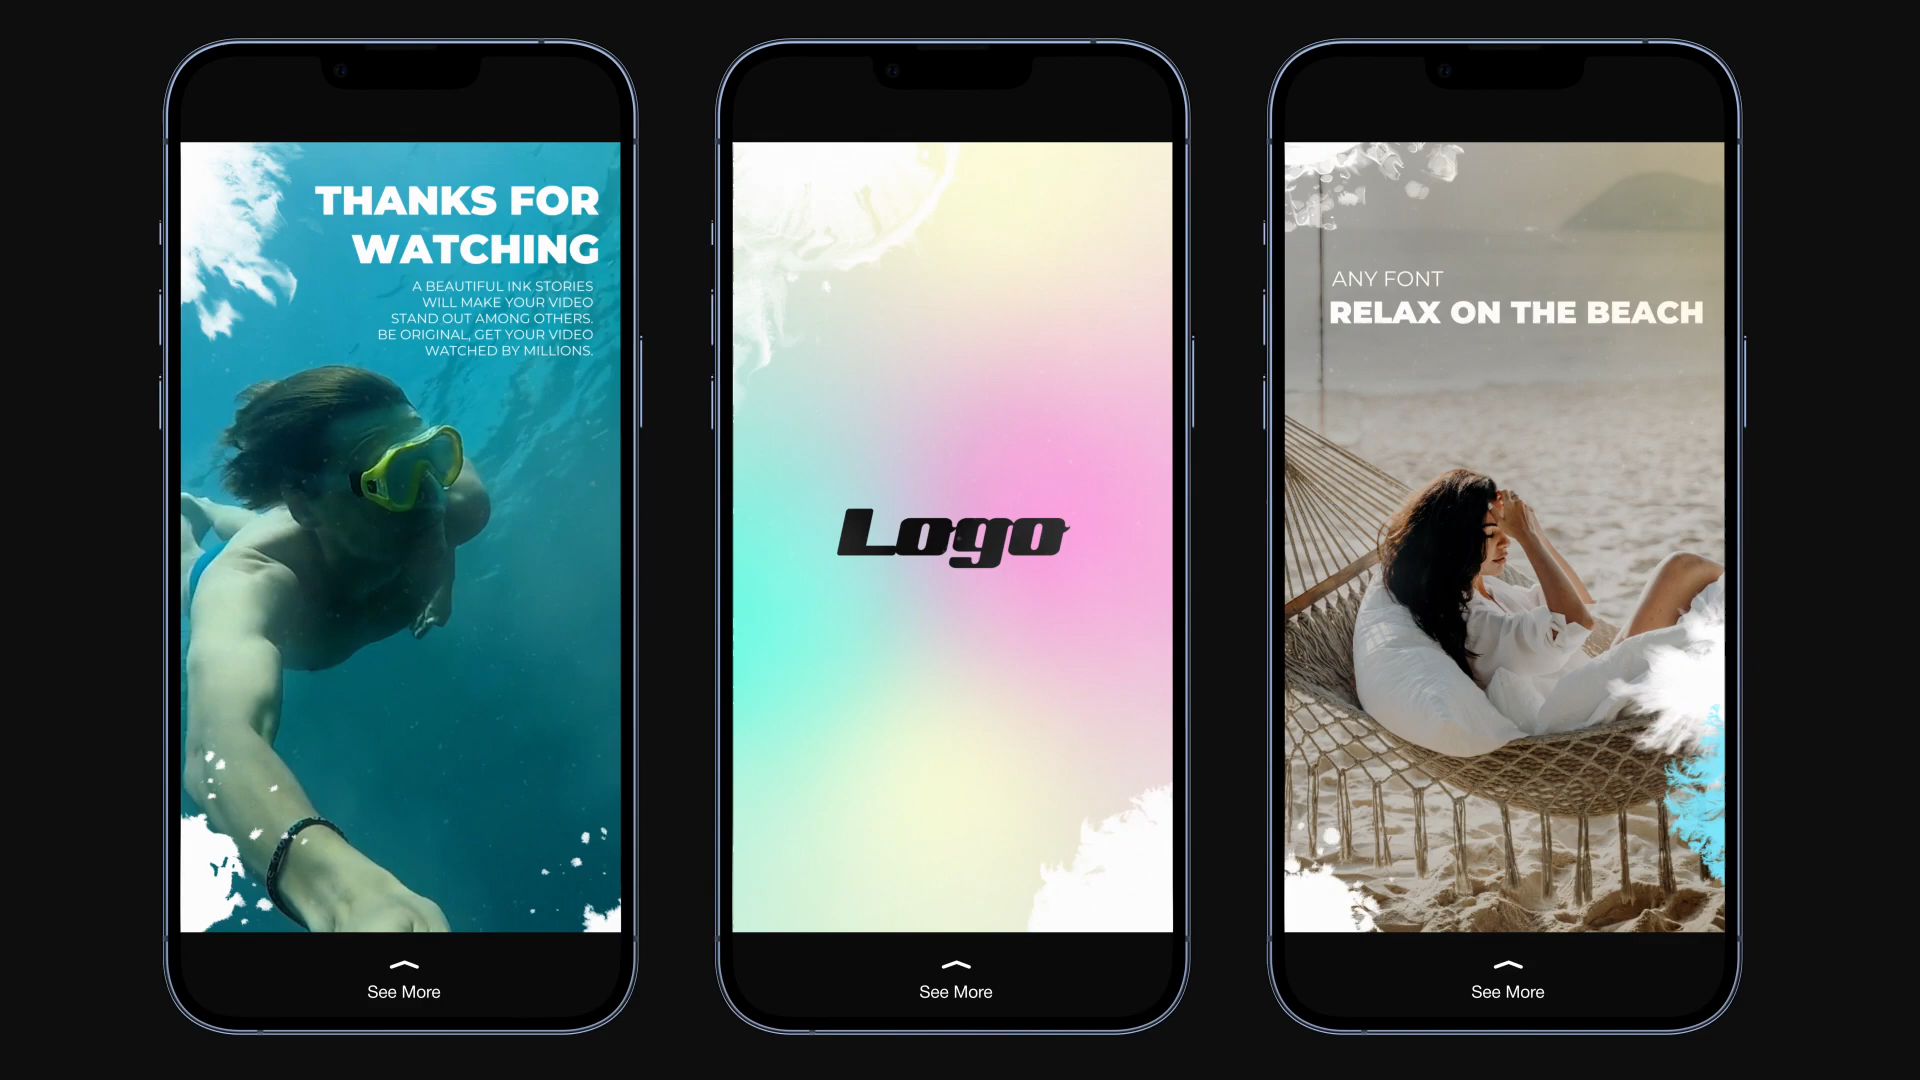 THANKS FOR
WATCHING
A BEAUTIFUL INK STORIES
WILL MAKE YOUR VIDEO
STAND OUT AMONG OTHERS.
BE ORIGINAL, GET YOUR VIDEO
WATCHED BY MILLIONS.
See More
Logo
See More
ANY FONT
RELAX ON THE BEACH
See More